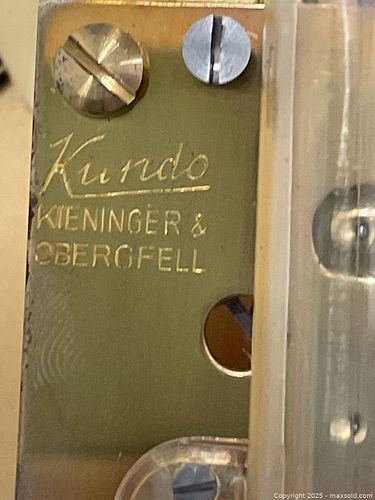 Kundo
KIENINGER &
OBERGFELL
Copyright 2025 - maxsold.com